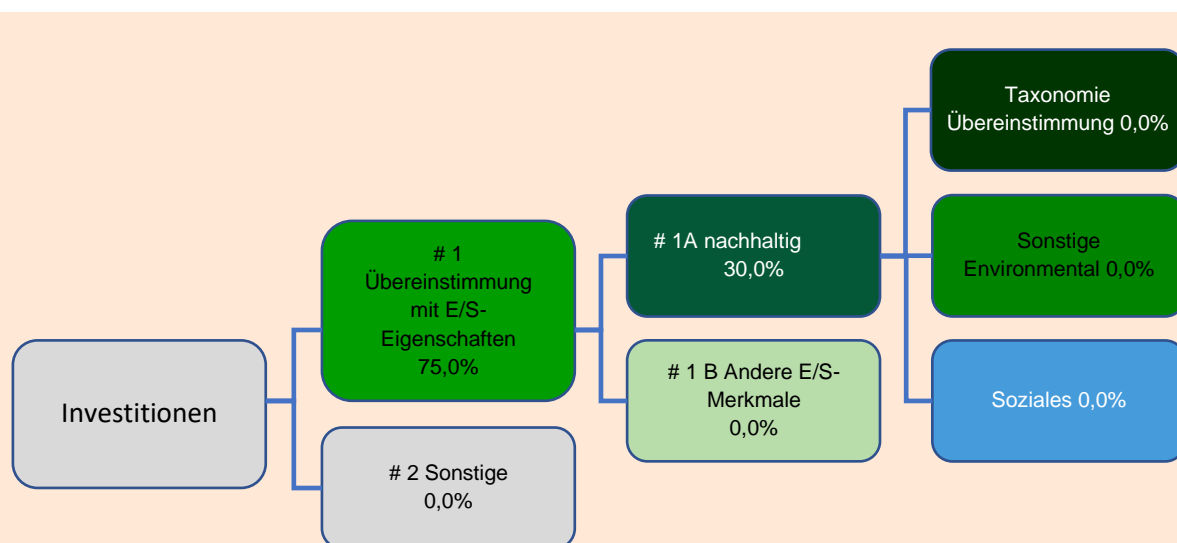 Investitionen
# 1
Übereinstimmung
mit E/S-
Eigenschaften
75,0%
# 2 Sonstige
0,0%
# 1A nachhaltig
30,0%
# 1 B Andere E/S-
Merkmale
0,0%
Taxonomie
Übereinstimmung 0,0%
Sonstige
Environmental 0,0%
Soziales 0,0%